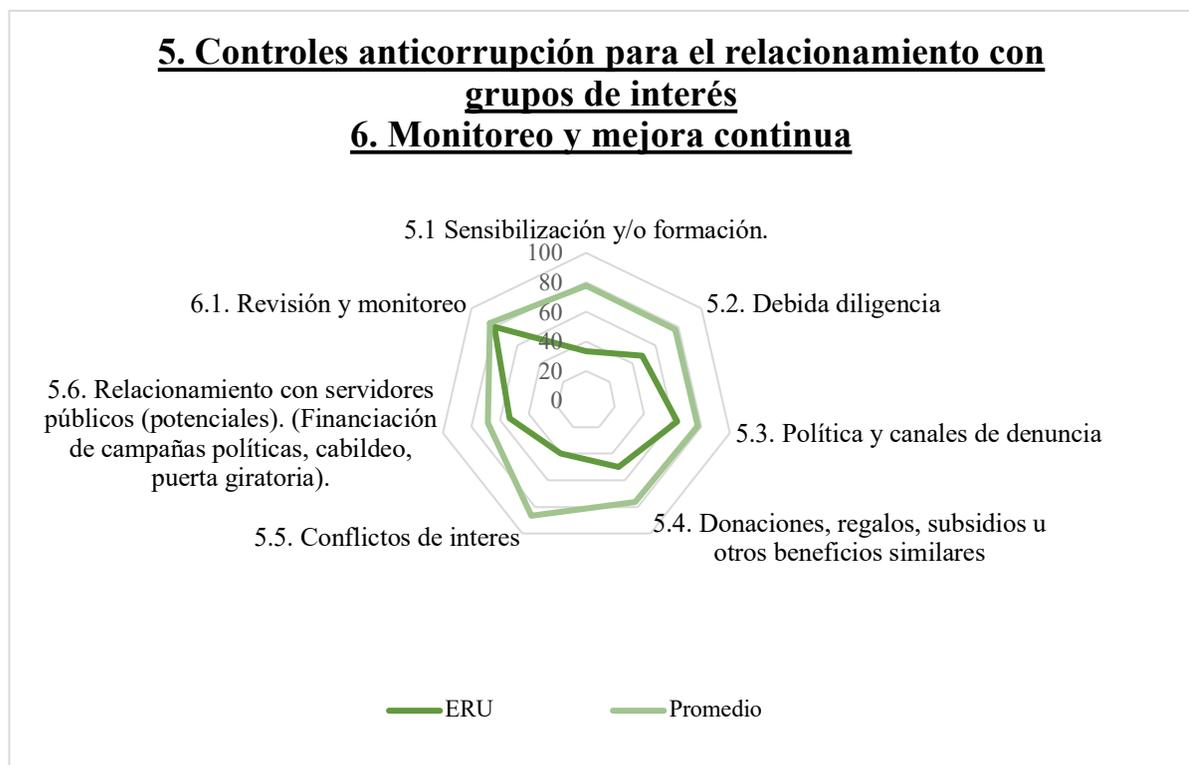 5. Controles anticorrupción para el relacionamiento con
grupos de interés
6. Monitoreo y mejora continua
5.1 Sensibilización y/o formación.
100
80
60
40
20
0
6.1. Revisión y monitoreo
5.2. Debida diligencia
5.6. Relacionamiento con servidores
públicos (potenciales). (Financiación
de campañas políticas, cabildeo,
puerta giratoria).
5.3. Política y canales de denuncia
5.5. Conflictos de interes
5.4. Donaciones, regalos, subsidios u
otros beneficios similares
ERU
Promedio